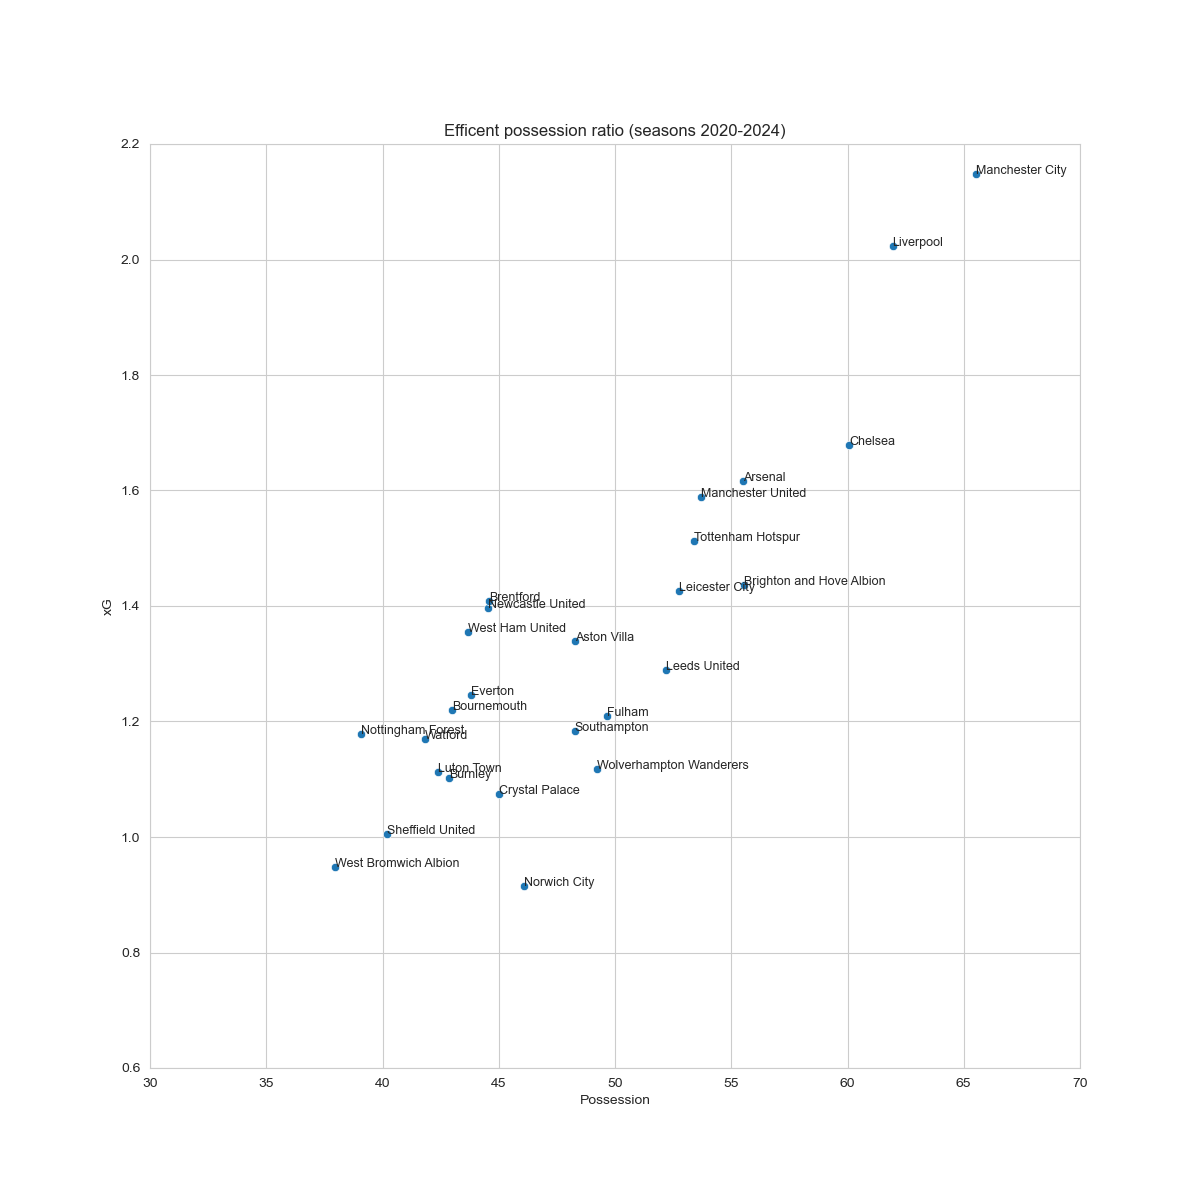 Efficent possession ratio (seasons 2020-2024)
2.2
Manchester City
Liverpool
2.0
1.8
Chelsea
Arsenal
1.6
Manchester United
Tottenham Hotspur
Brighton and Hove Albion
Leicester City
Brentford
1.4
Newcastle United
xG
West Ham United
Aston Villa
Leeds United
Everton
Bournemouth
Fulham
1.2
Southampton
Nottingham Forest
Watford
Wolverhampton Wanderers
Luton Town
Burnley
Crystal Palace
1.0
Sheffield United
West Bromwich Albion
Norwich City
0.8
0.6
30
35
40
45
50
55
60
65
70
Possession